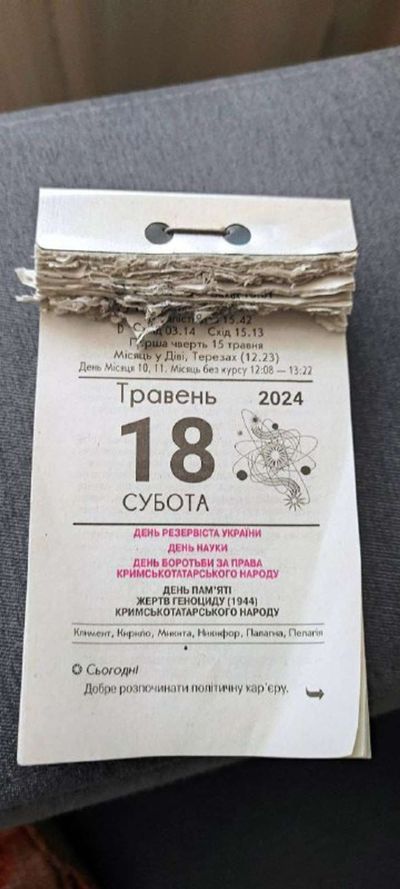 15.42
03.14 Схід 15.13
Перша чверть 15 травня
Місяць у Діві, Терезах (12.23)
День Місяця 10, 11. Місяць без курсу 12:08 — 13:22
Травень 2024
18
СУБОТА
ДЕНЬ РЕЗЕРВІСТА УКРАЇНИ
ДЕНЬ НАУКИ
ДЕНЬ БОРОТЬБИ ЗА ПРАВА
КРИМСЬКОТАТАРСЬКОГО НАРОДУ
ДЕНЬ ПАМ'ЯТІ
ЖЕРТВ ГЕНОЦИДУ (1944)
КРИМСЬКОТАТАРСЬКОГО НАРОДУ
Климент, Кирило, Микита, Никифор, Палагна, Пелагія
Сьогодні
Добре розпочинати політичну кар'єру.